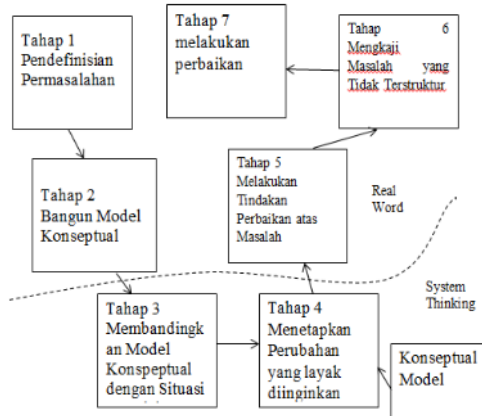 Tahap 1
Pendefinisian
Permasalahan
Tahap 7
melakukan
perbaikan
Tahap 6
Mengkaji
Masalah yang
Tidak Terstruktur
Tahap 2
Bangun Model
Konseptual
Tahap 5
Melakukan
Tindakan
Perbaikan atas
Masalah
Real
Word
System
Thinking
Tahap 3
Membandingk
an Model
Konspeptual
dengan Situasi
Tahap 4
Menetapkan
Perubahan
yang layak
diinginkan
Konseptual
Model